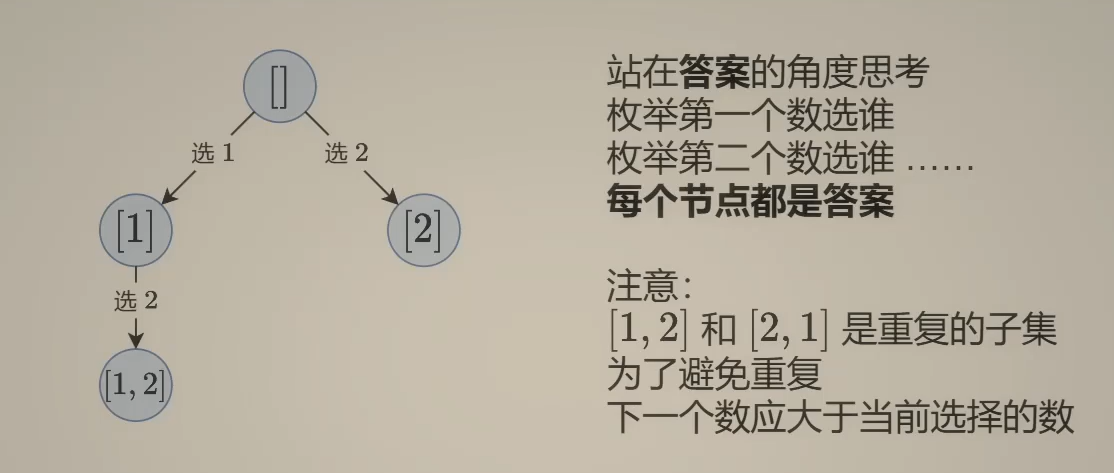 []
选 1
选 2
[1]
[2]
选 2
[1, 2]
站在答案的角度思考
枚举第一个数选谁
枚举第二个数选谁 ……
每个节点都是答案
注意：
[1, 2] 和 [2, 1] 是重复的子集
为了避免重复
下一个数应大于当前选择的数